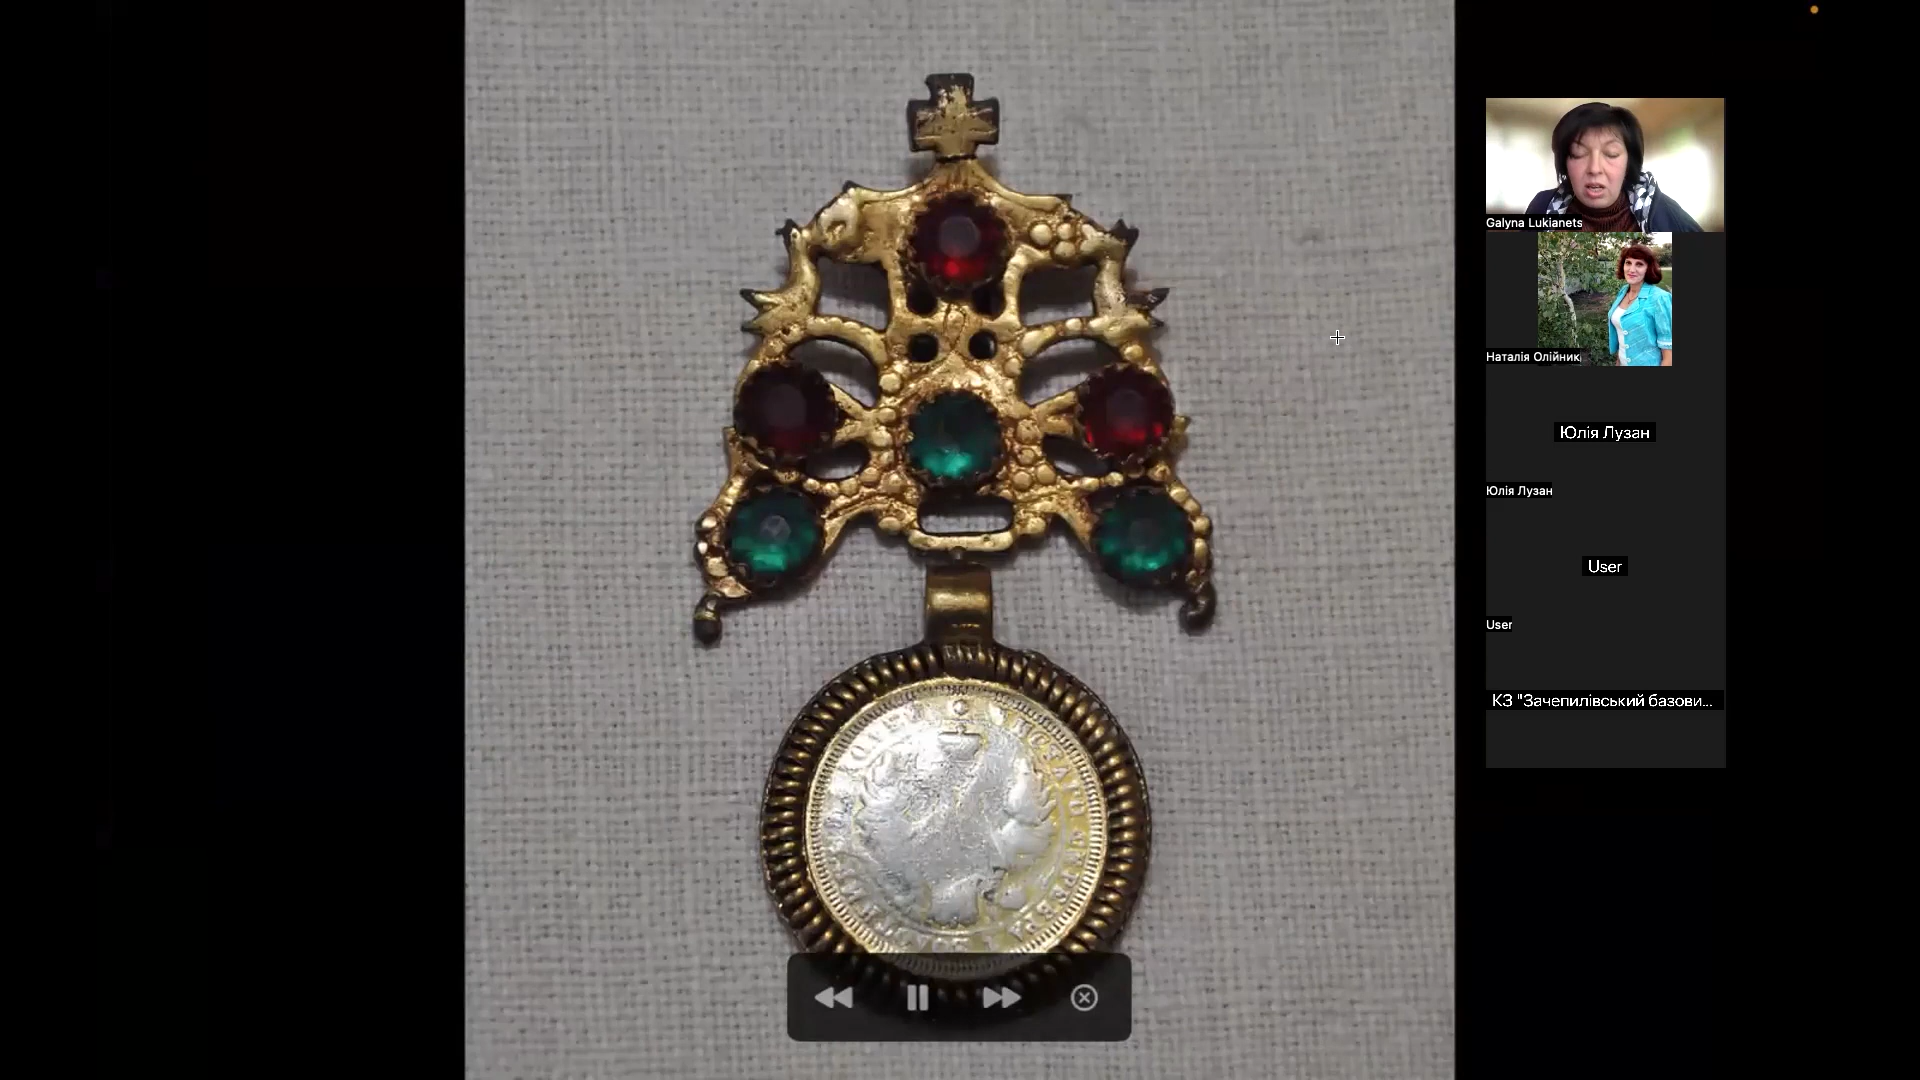 Galyna Lukianets
Наталія Олійник
Юлія Лузан
Юлія Лузан
User
User
КЗ "Зачепилівський базови...